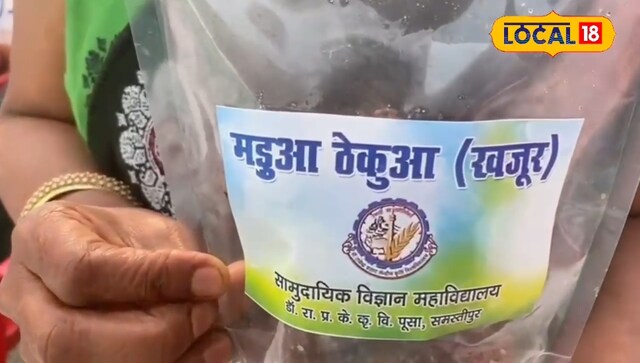 LOCAL 18
मडुआ ठेकुआ (खजूर)
सामुदायिक विज्ञान महाविद्यालय
डॉ. रा. प्र. के. कृ. वि. पूसा, समस्तीपुर